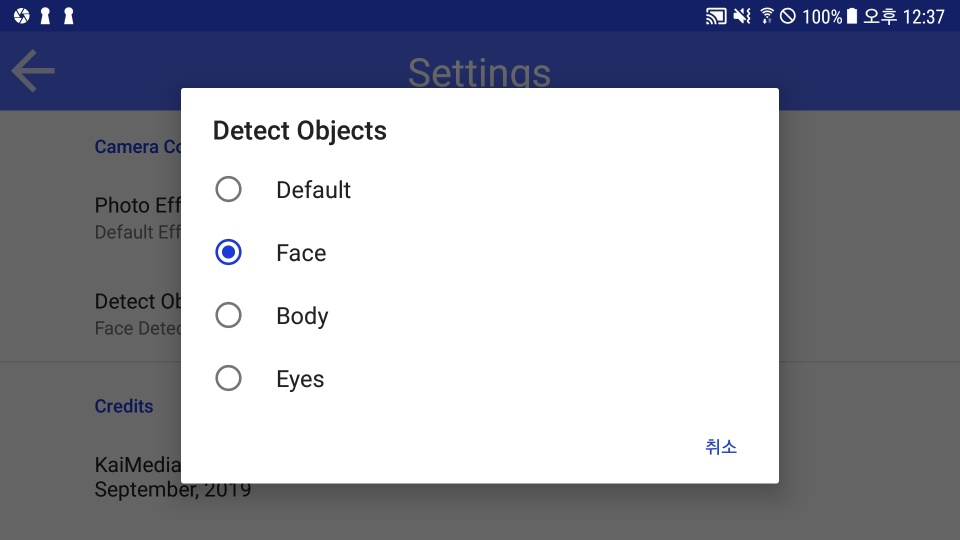 100% 오후 12:37
Settings
Detect Objects
Default
Face
Body
Eyes
취소
Camera Co
Photo Eff
Default Eff
Detect Ob
Face Detec
Credits
KaiMedia
September, 2019